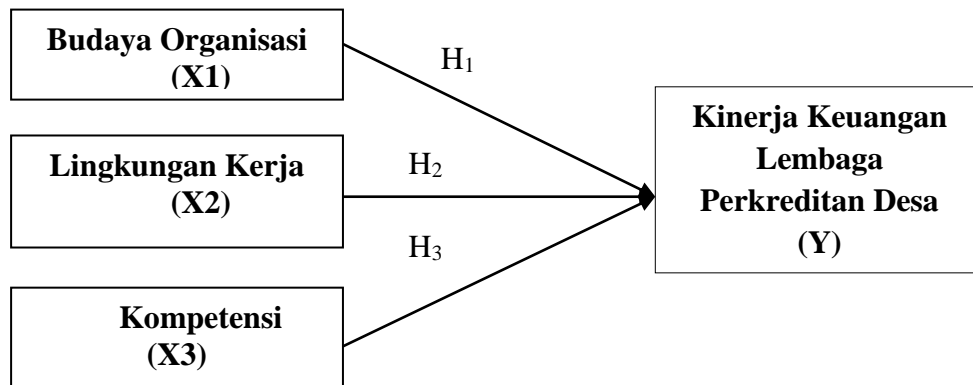 Budaya Organisasi
(X1)
H₁
Lingkungan Kerja
(X2)
H₂
Kompetensi
(X3)
H₃
Kinerja Keuangan
Lembaga
Perkreditan Desa
(Y)